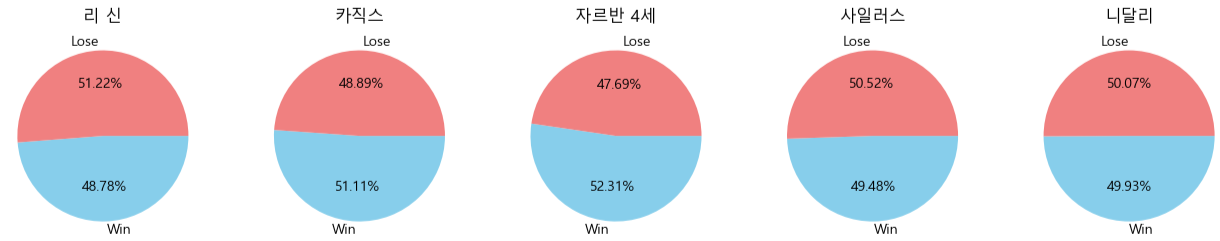 리 신
Lose
51.22%
48.78%
Win
카직스
Lose
48.89%
51.11%
Win
자르반 4세
Lose
47.69%
52.31%
Win
사일러스
Lose
50.52%
49.48%
Win
니달리
Lose
50.07%
49.93%
Win